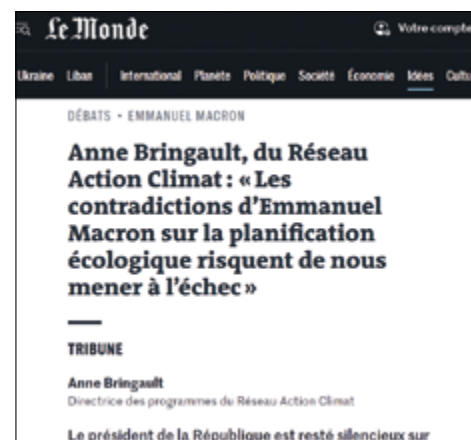 Le Monde
Votre compte
Ukraine Liban International Planète Politique Société Économie Idées Cultu
DÉBATS • EMMANUEL MACRON
Anne Bringault, du Réseau
Action Climat : « Les
contradictions d’Emmanuel
Macron sur la planification
écologique risquent de nous
mener à l’échec »
TRIBUNE
Anne Bringault
Directrice des programmes du Réseau Action Climat
Le président de la République est resté silencieux sur